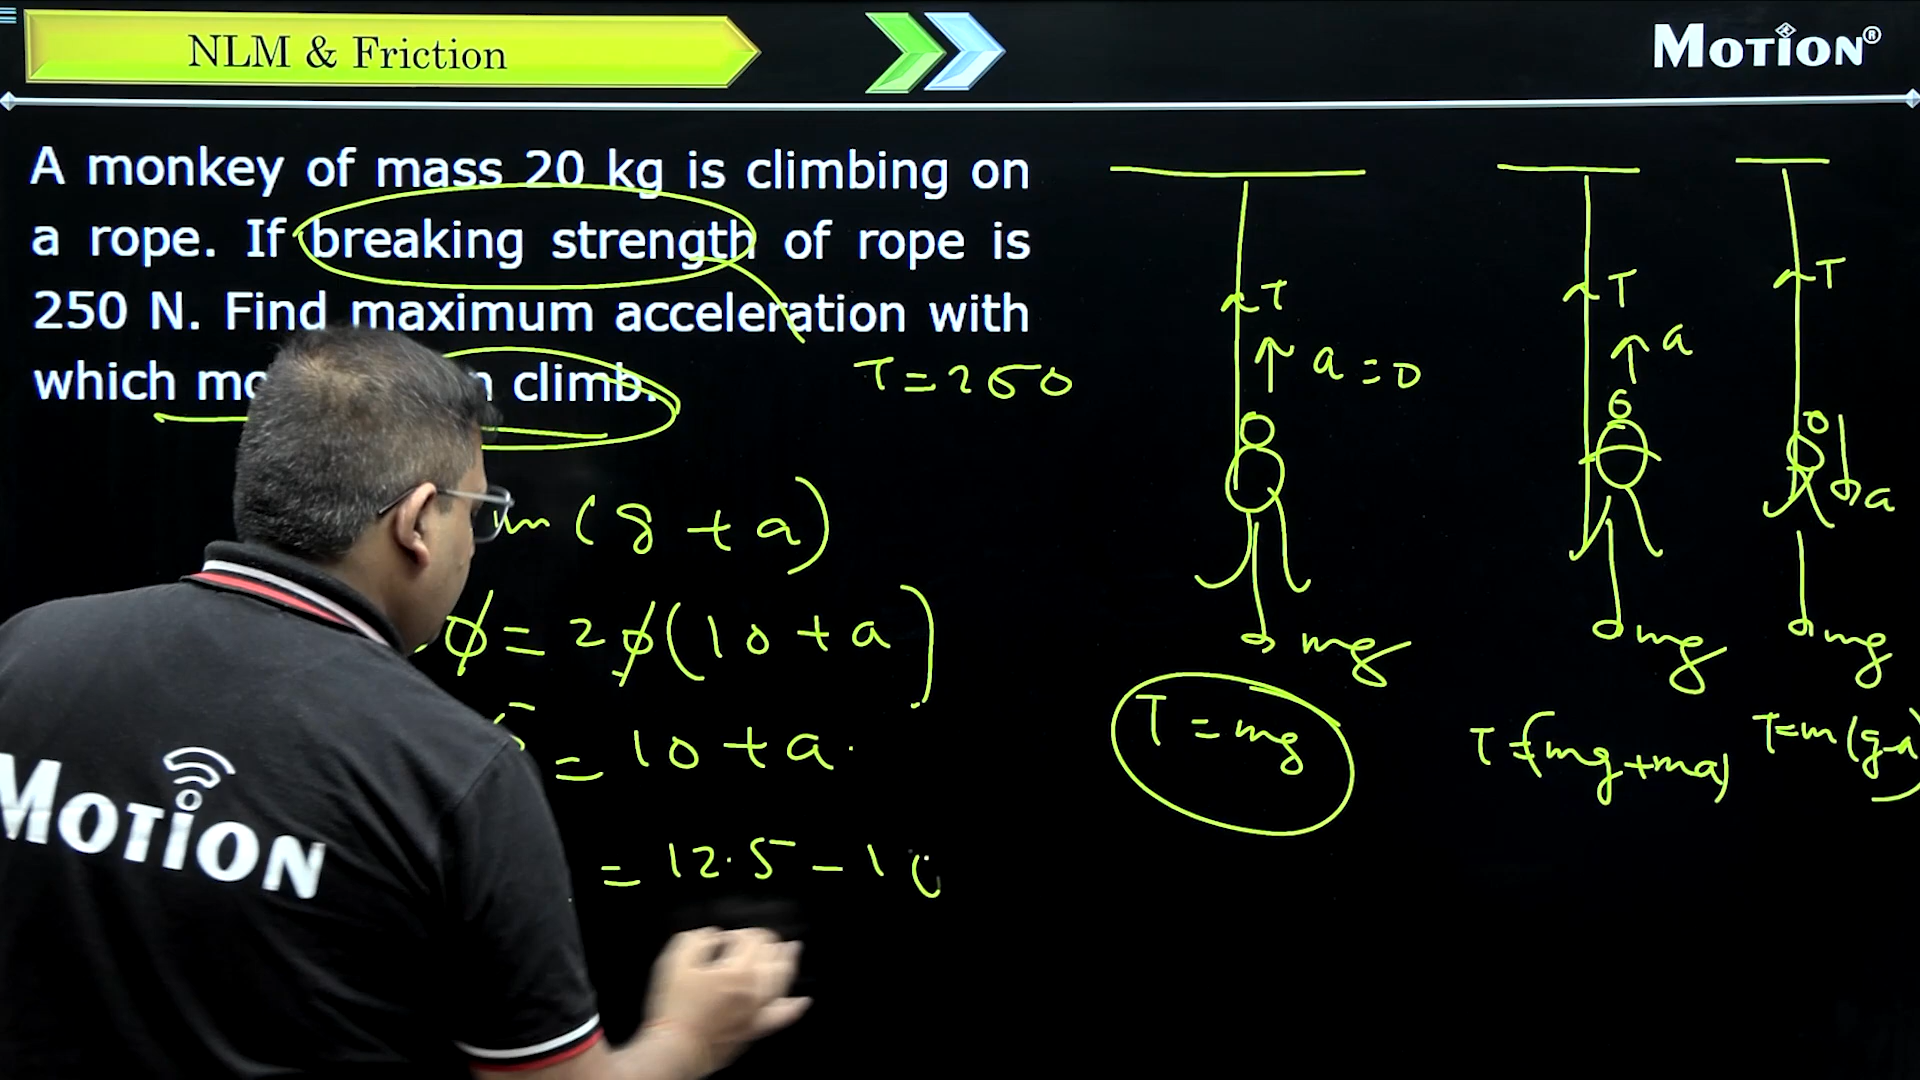 NLM & Friction
MOTION®
A monkey of mass 20 kg is climbing on
a rope. If breaking strength of rope is
250 N. Find maximum acceleration with
which climb.
T = 250
m (g + a)
0 = 20 (10 + a)
= 10 + a.
= 12.5 - 10
T
a = 0
mg
T = mg
T
a
mg
T = (mg + ma)
T
a
mg
T = m (g - a)
MOTION